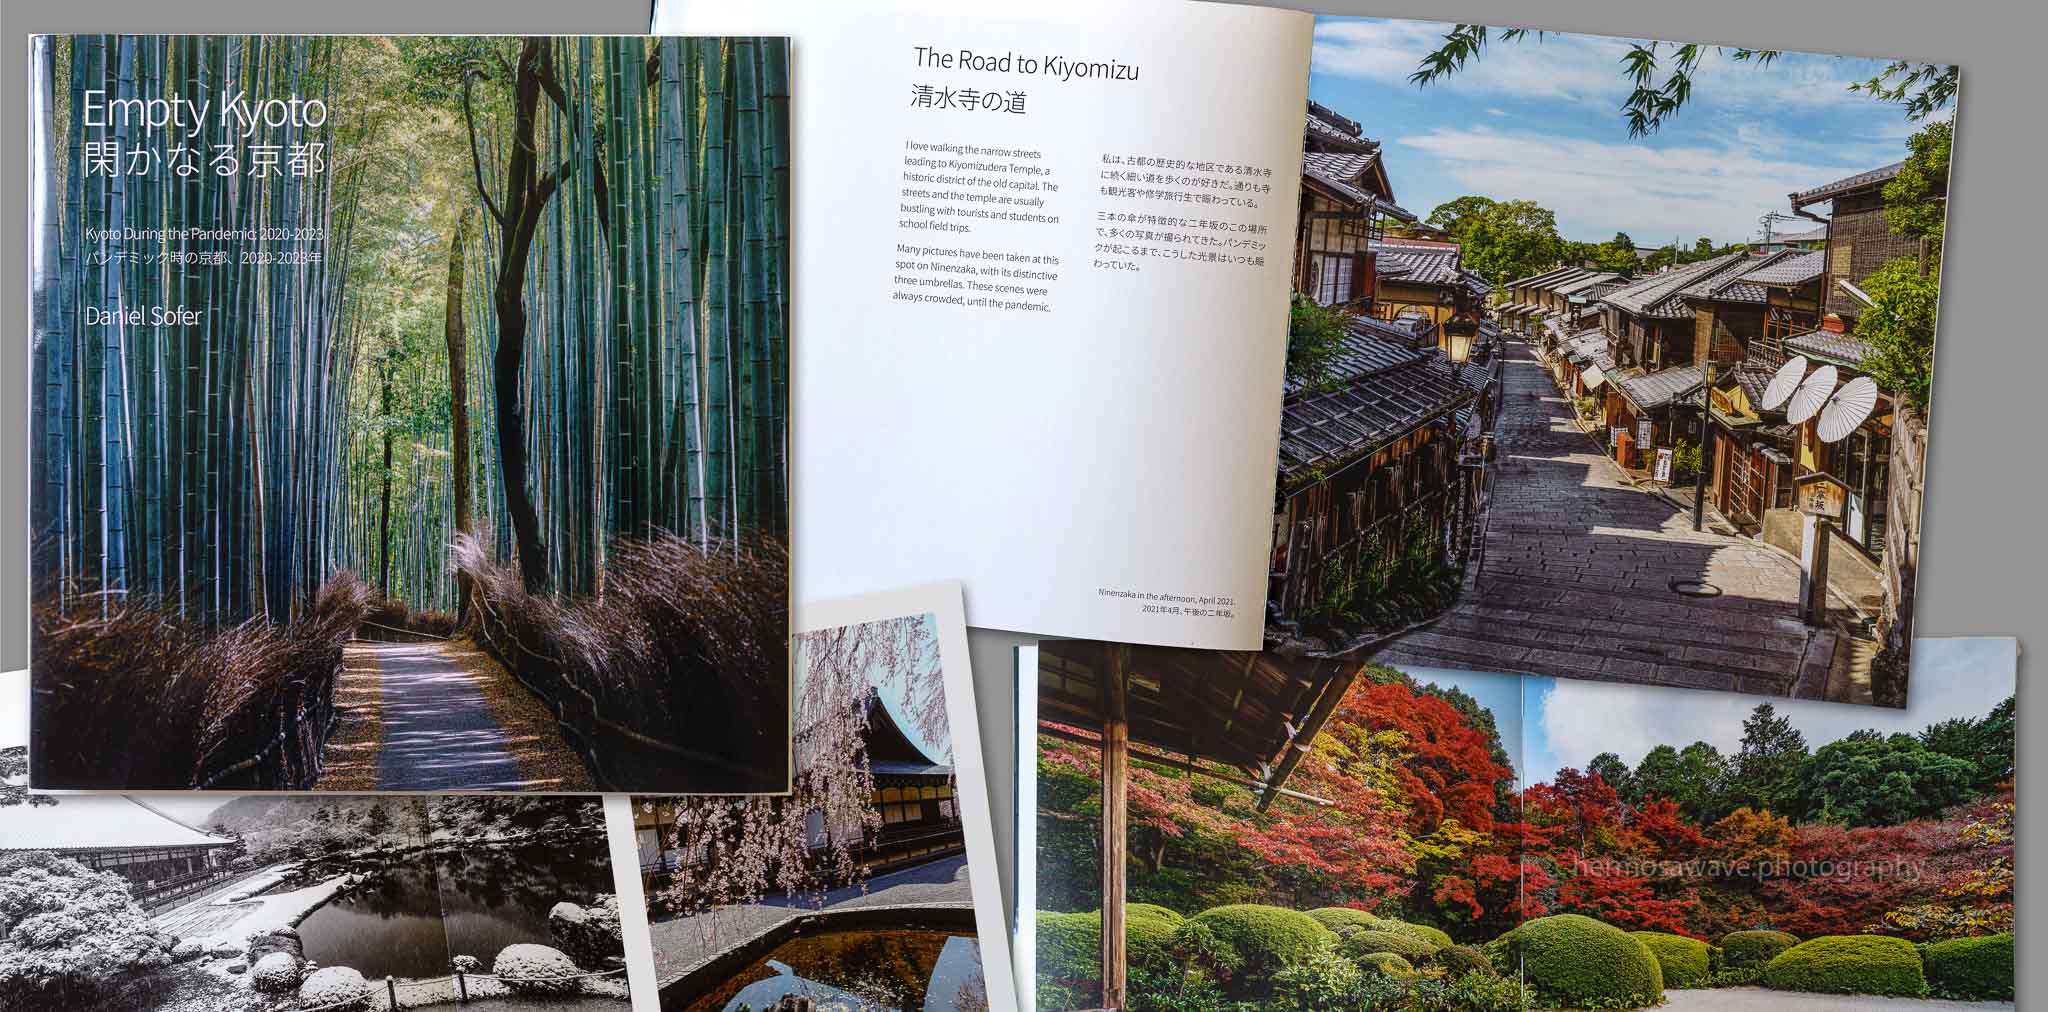 Empty Kyoto
閑かなる京都
Kyoto During the Pandemic: 2020-2023
パンデミック時の京都、2020-2023年
Daniel Sofer
The Road to Kiyomizu
清水寺の道
I love walking the narrow streets
leading to Kiyomizudera Temple, a
historic district of the old capital. The
streets and the temple are usually
bustling with tourists and students on
school field trips.
Many pictures have been taken at this
spot on Ninenzaka, with its distinctive
three umbrellas. These scenes were
always crowded, until the pandemic.
私は、古都の歴史的な地区である清水寺
に続く細い道を歩くのが好きだ。通りも寺
も観光客や修学旅行生で賑わっている。
三本の傘が特徴的な二年坂のこの場所
で、多くの写真が撮られてきた。パンデミッ
クが起こるまで、こうした光景はいつも賑
わっていた。
Ninenzaka in the afternoon, April 2021.
2021年4月、午後の二年坂。
hermosawave.photography